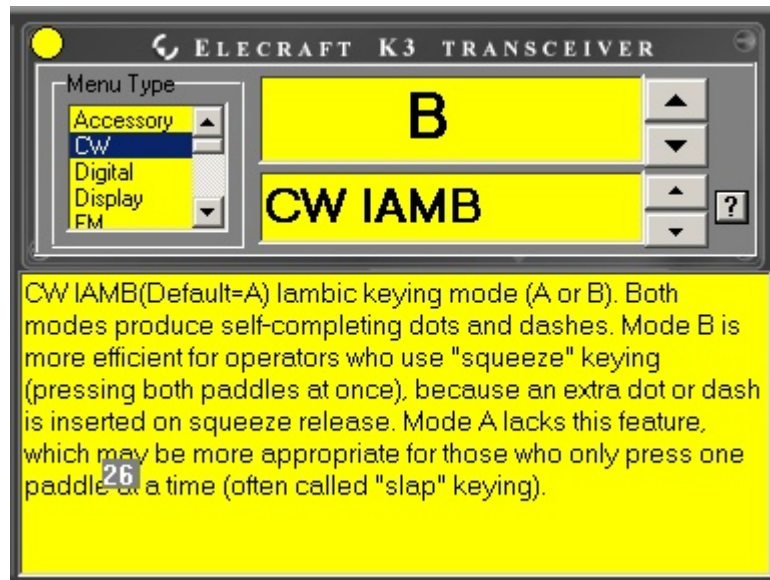 ELECRAFT K3 TRANSCEIVER
Menu Type
Accessory
CW
Digital
Display
FM
B
CW IAMB
?
CW IAMB(Default=A) Iambic keying mode (A or B). Both
modes produce self-completing dots and dashes. Mode B is
more efficient for operators who use "squeeze" keying
(pressing both paddles at once), because an extra dot or dash
is inserted on squeeze release. Mode A lacks this feature,
which may be more appropriate for those who only press one
paddle at a time (often called "slap" keying).
26